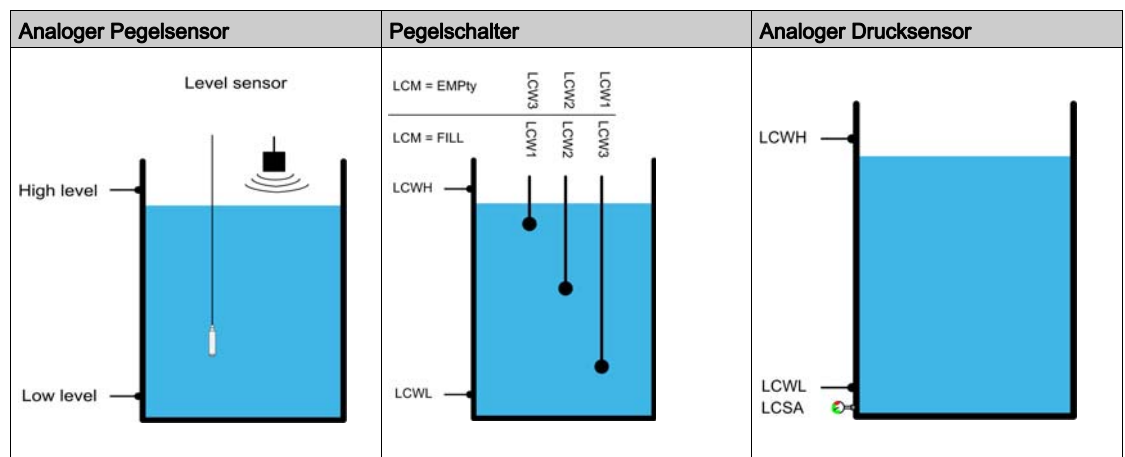 Analoger Pegelsensor
Pegelschalter
Analoger Drucksensor
Level sensor
High level
Low level
LCM = EMPty
LCW3
LCW2
LCW1
LCM = FILL
LCW1
LCW2
LCW3
LCWH
LCWL
LCWH
LCWL
LCSA